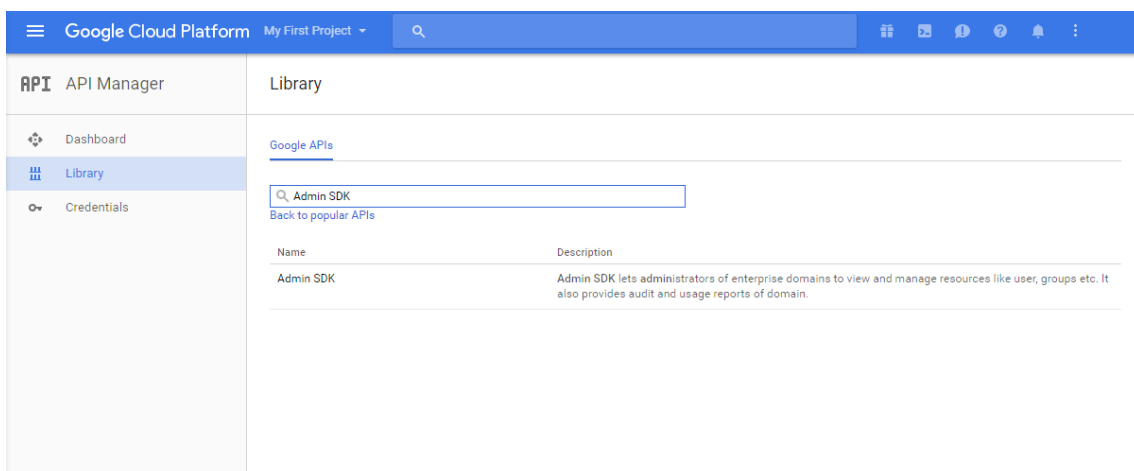 Google Cloud Platform My First Project
API API Manager
Library
Dashboard
Library
Credentials
Google APIs
Admin SDK
Back to popular APIs
Name Description
Admin SDK Admin SDK lets administrators of enterprise domains to view and manage resources like user, groups etc. It
also provides audit and usage reports of domain.